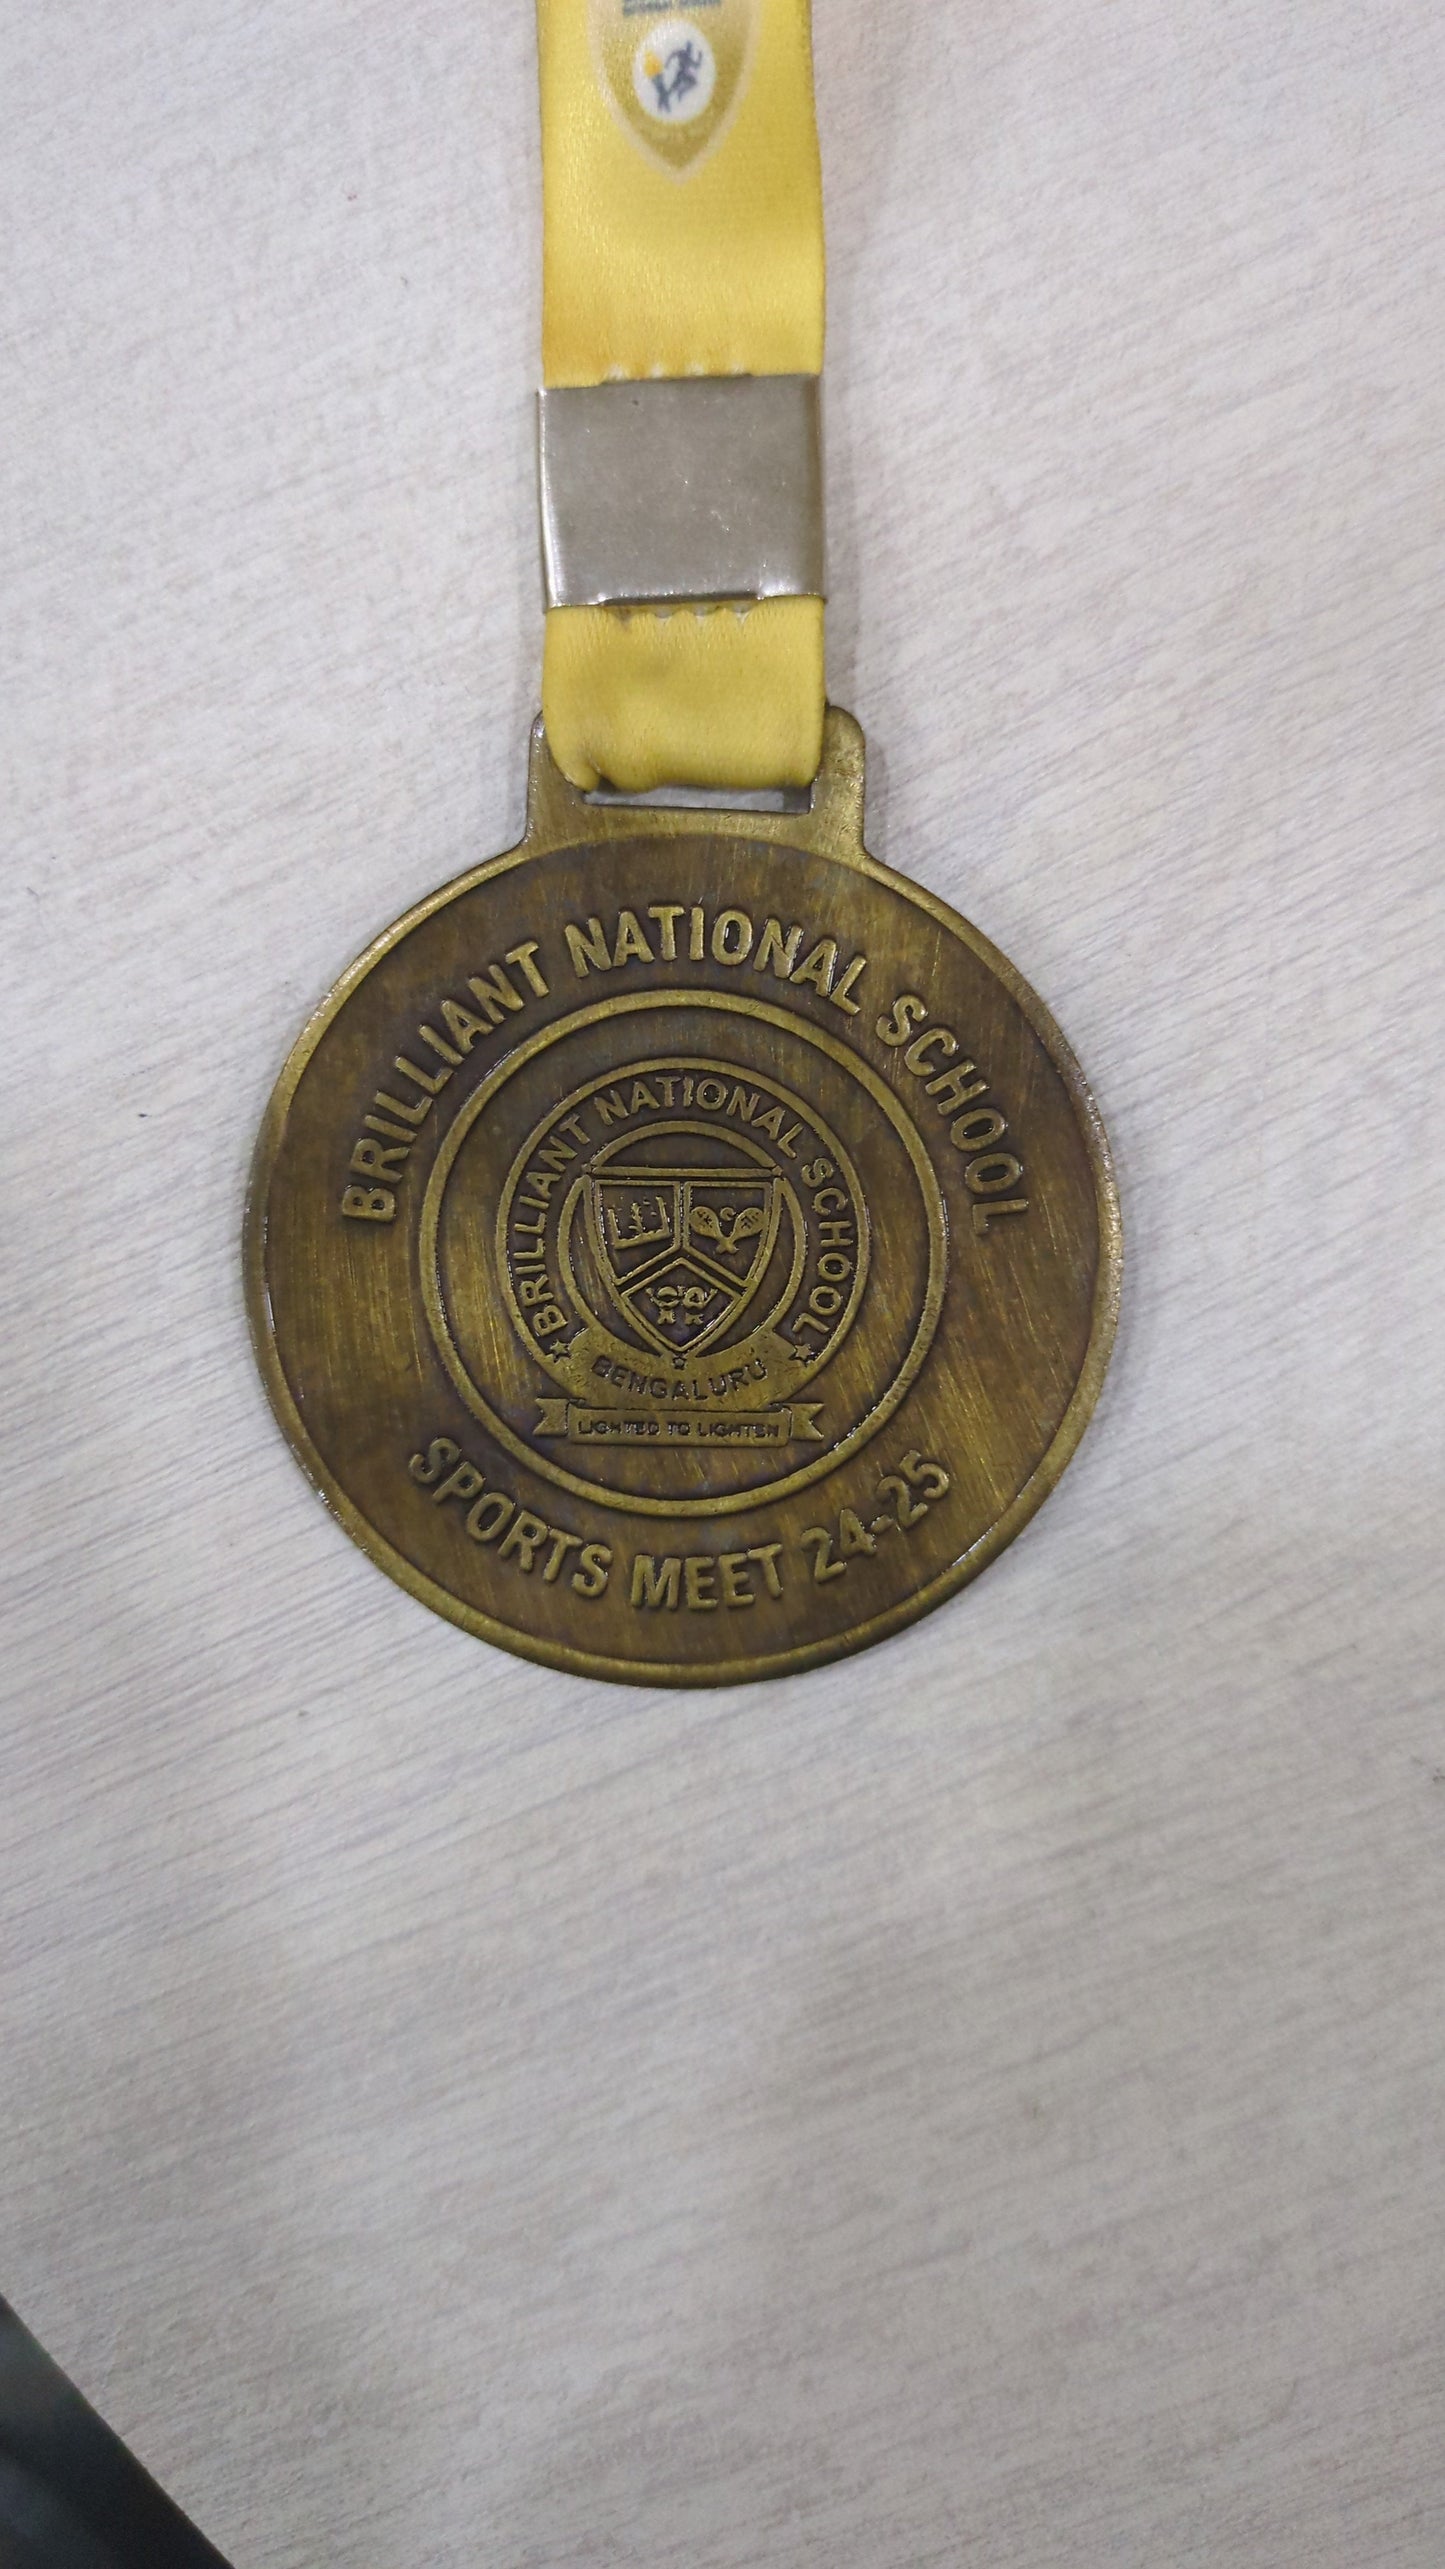 BRILLIANT NATIONAL SCHOOL
BRILLIANT NATIONAL SCHOOL
BENGALURU
LIGHTED TO LIGHTEN
SPORTS MEET 24-25